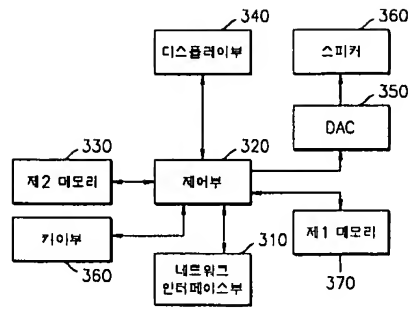 340
디스플레이부
360
스피커
350
DAC
330
제2 메모리
320
제어부
키이부
360
310
네트워크
인터페이스부
제1 메모리
370